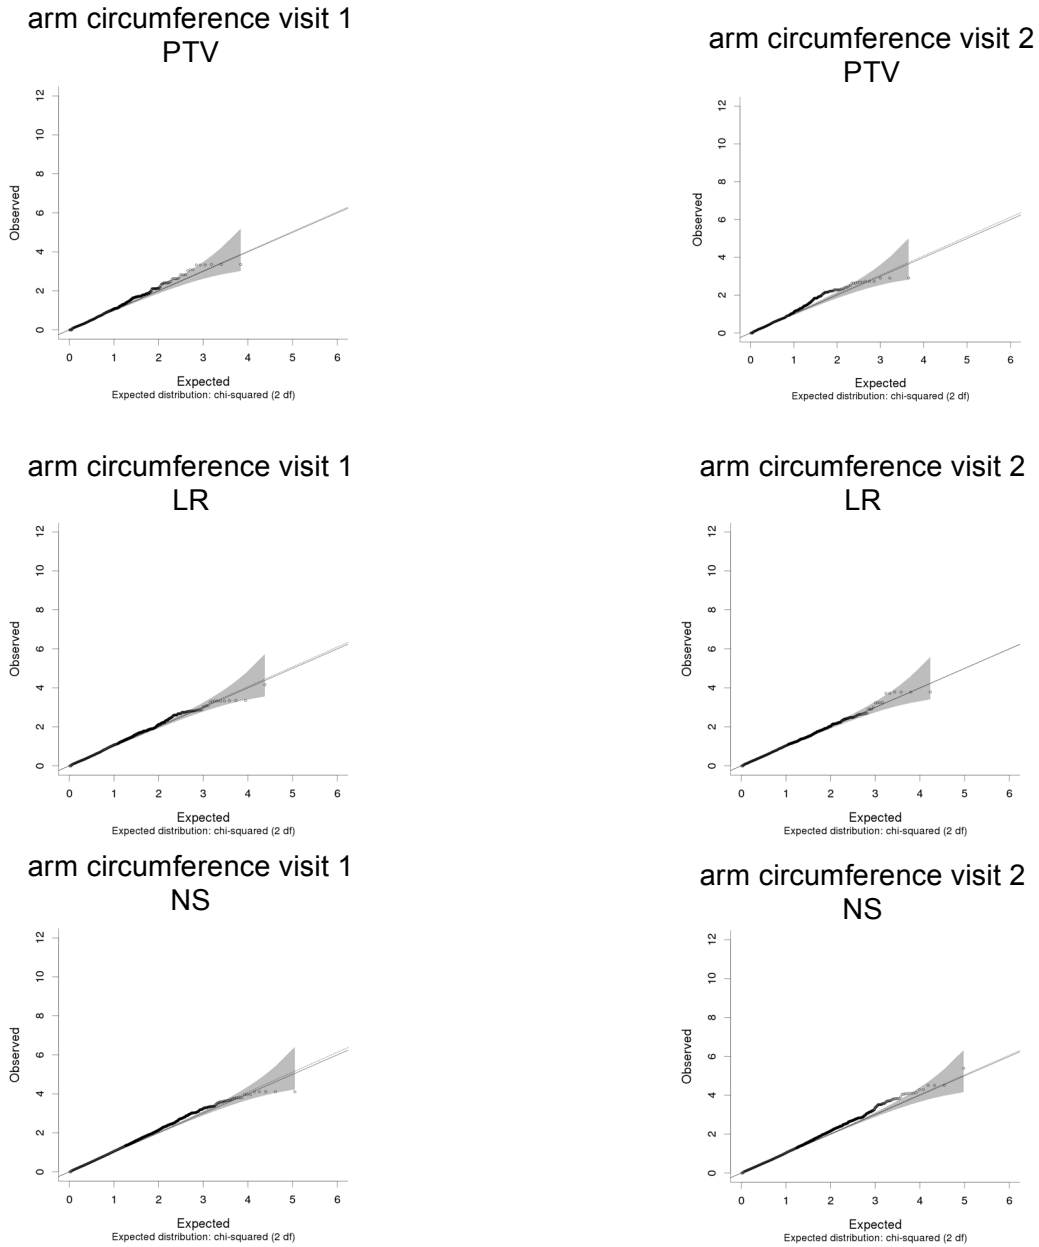 arm circumference visit 1
PTV
12
10
8
6
4
2
0
Observed
0 1 2 3 4 5 6
Expected
Expected distribution: chi-squared (2 df)
arm circumference visit 2
PTV
12
10
8
6
4
2
0
Observed
0 1 2 3 4 5 6
Expected
Expected distribution: chi-squared (2 df)
arm circumference visit 1
LR
12
10
8
6
4
2
0
Observed
0 1 2 3 4 5 6
Expected
Expected distribution: chi-squared (2 df)
arm circumference visit 2
LR
12
10
8
6
4
2
0
Observed
0 1 2 3 4 5 6
Expected
Expected distribution: chi-squared (2 df)
arm circumference visit 1
NS
12
10
8
6
4
2
0
Observed
0 1 2 3 4 5 6
Expected
Expected distribution: chi-squared (2 df)
arm circumference visit 2
NS
12
10
8
6
4
2
0
Observed
0 1 2 3 4 5 6
Expected
Expected distribution: chi-squared (2 df)